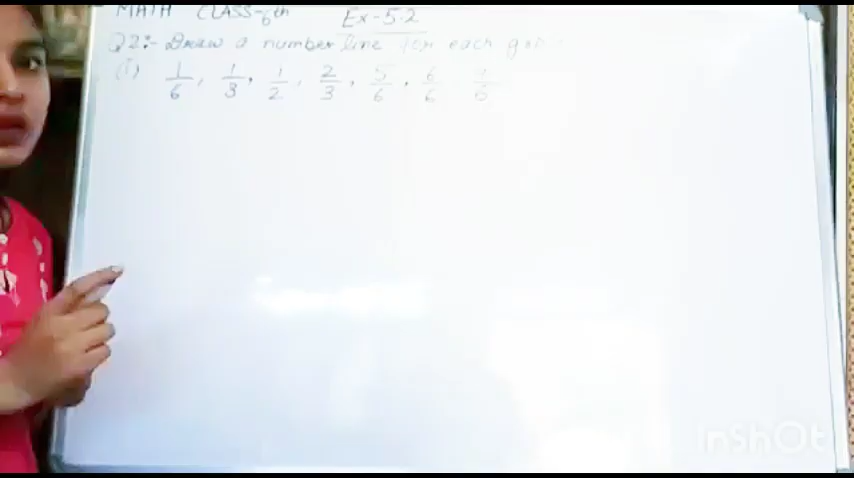 MATH CLASS-6th Ex-5.2
Q2:- Draw a number line for each
(i) 1/6, 1/3, 1/2, 2/3, 5/6, 6/6
InShOt